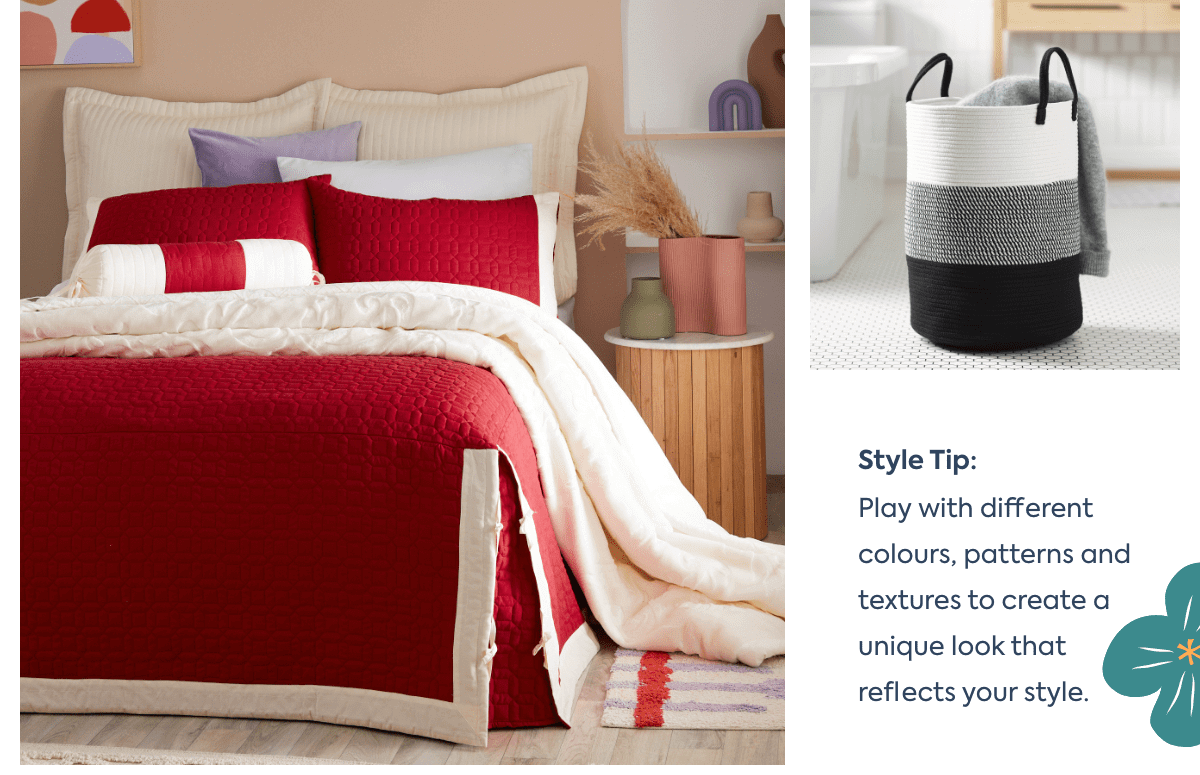 Style Tip:
Play with different
colours, patterns and
textures to create a
unique look that
reflects your style.